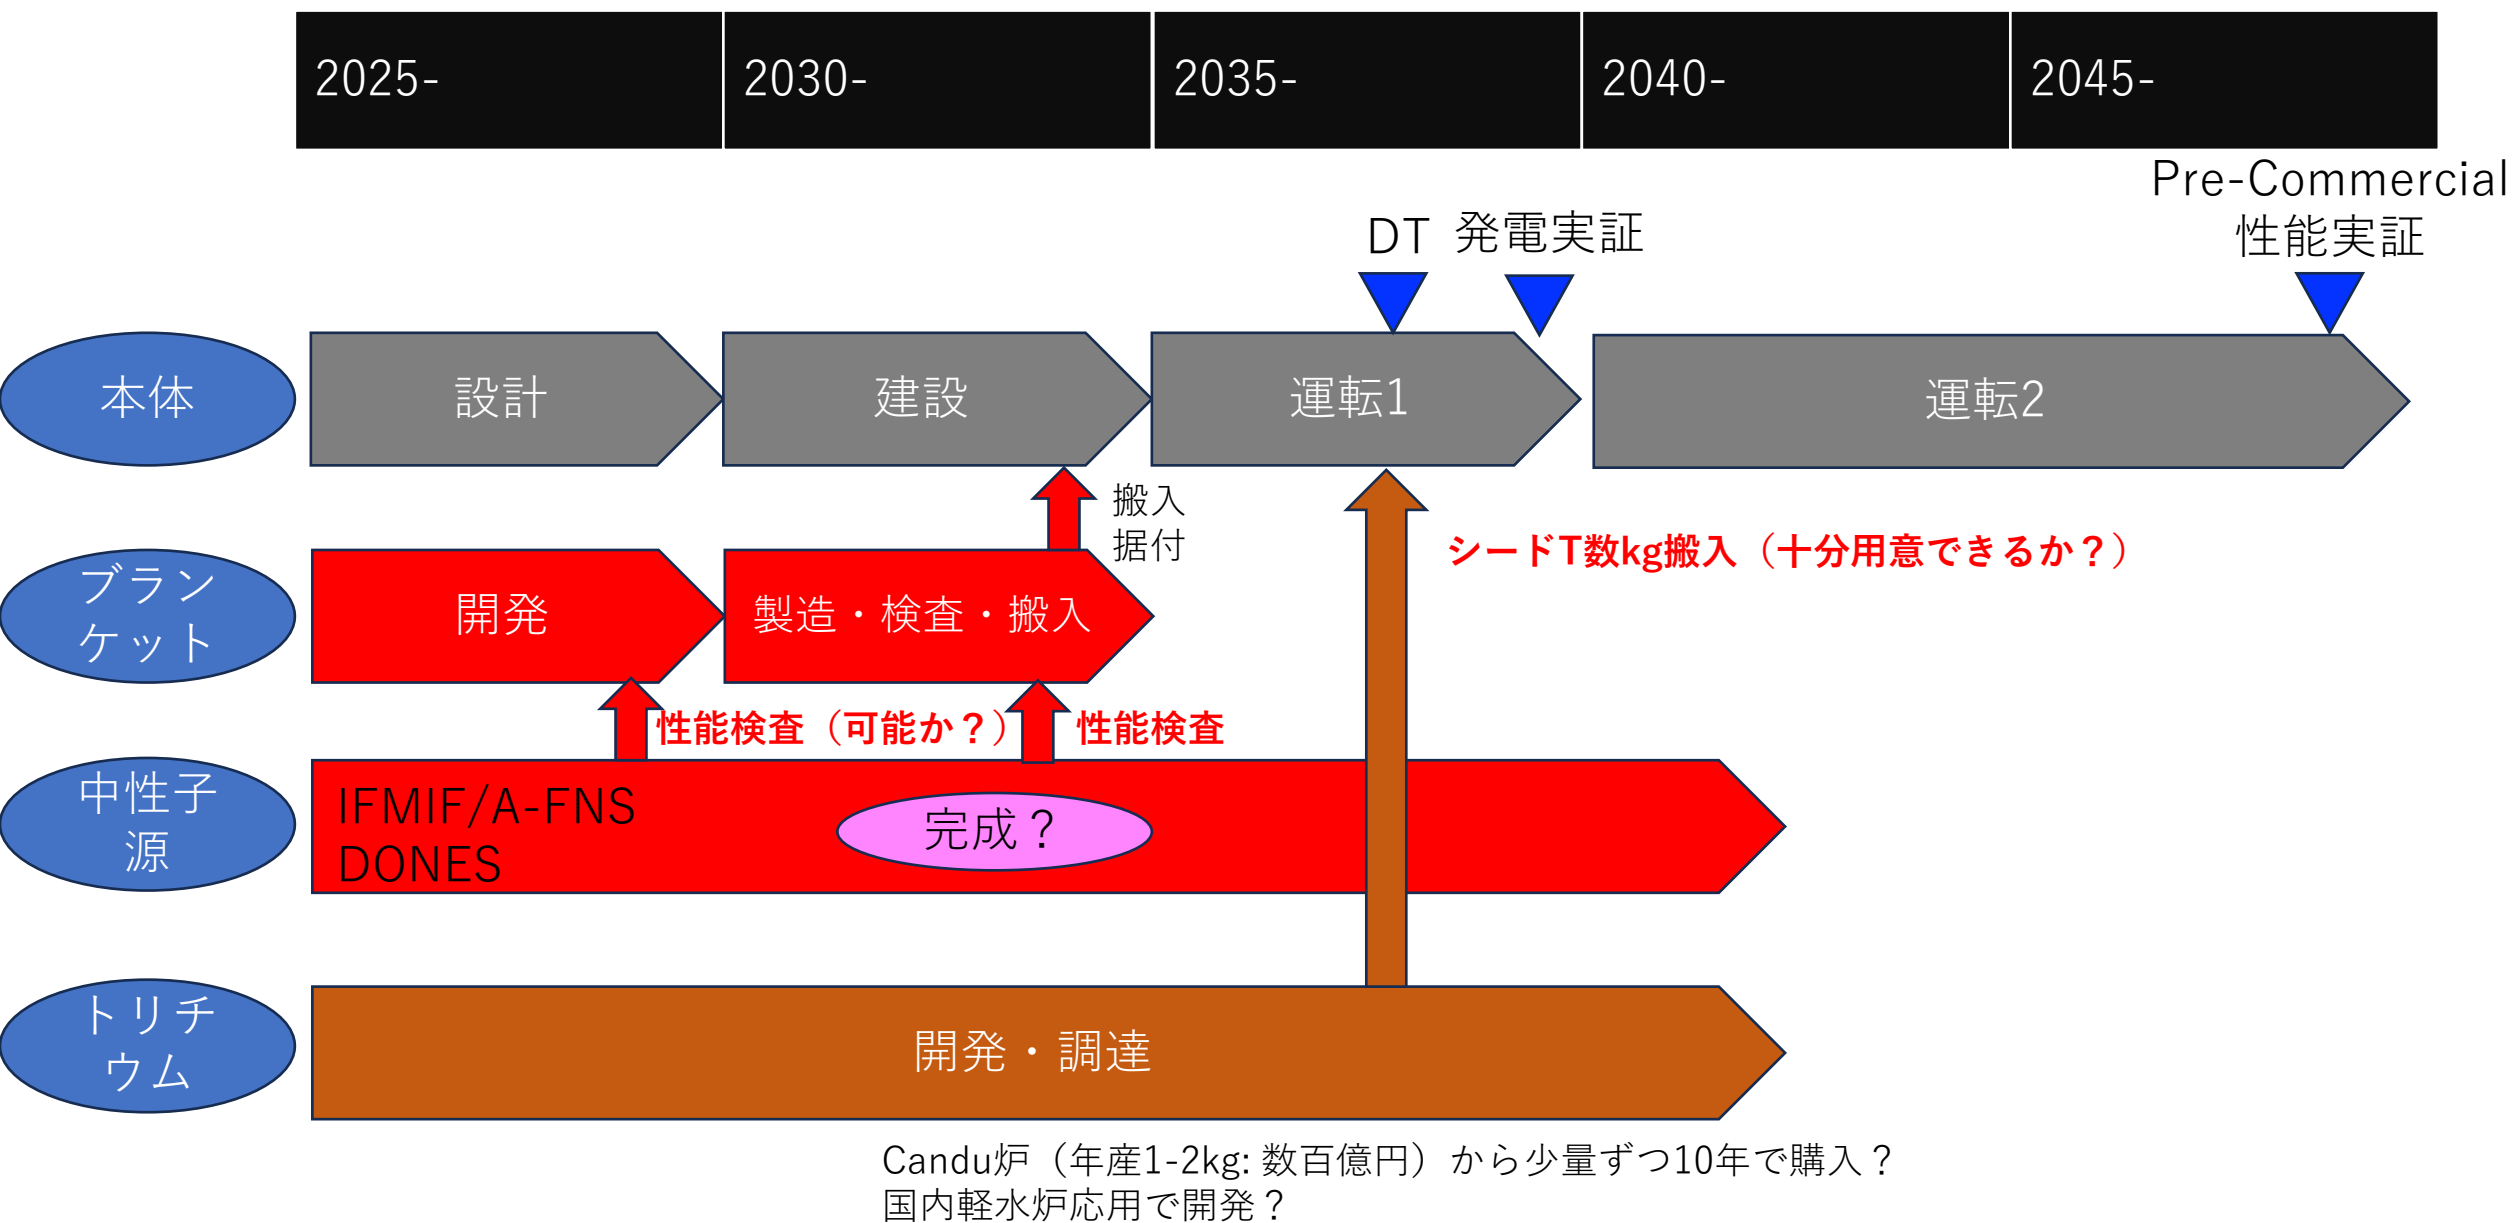 2025-
2030-
2035-
2040-
2045-
Pre-Commercial
性能実証
DT
発電実証
本体
設計
建設
運転1
運転2
搬入
据付
シードT数kg搬入（十分用意できるか？）
ブラン
ケット
開発
製造・検査・搬入
性能検査（可能か？）
性能検査
中性子
源
IFMIF/A-FNS
DONES
完成？
トリチ
ウム
開発・調達
Candu炉（年産1-2kg: 数百億円）から少量ずつ10年で購入？
国内軽水炉応用で開発？